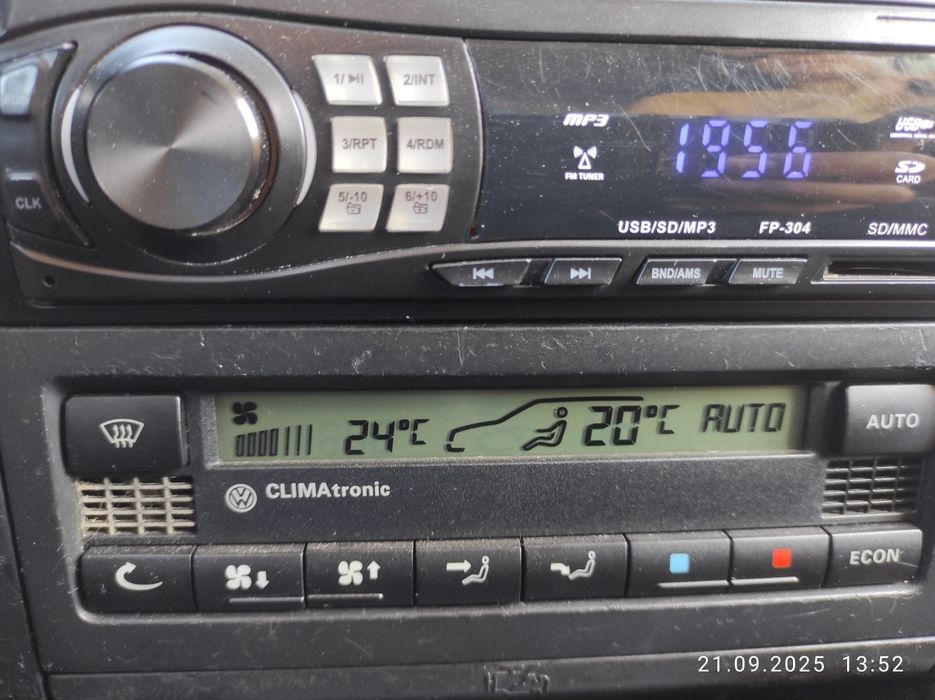 1/ ▶II
2/INT
3/RPT
4/RDM
5/-10
6/+10
CLK
MP3
FM TUNER
1956
SD
CARD
USB/SD/MP3
FP-304
SD/MMC
BND/AMS
MUTE
24°C
20°C
AUTO
AUTO
CLIMAtronic
ECON
21.09.2025 13:52